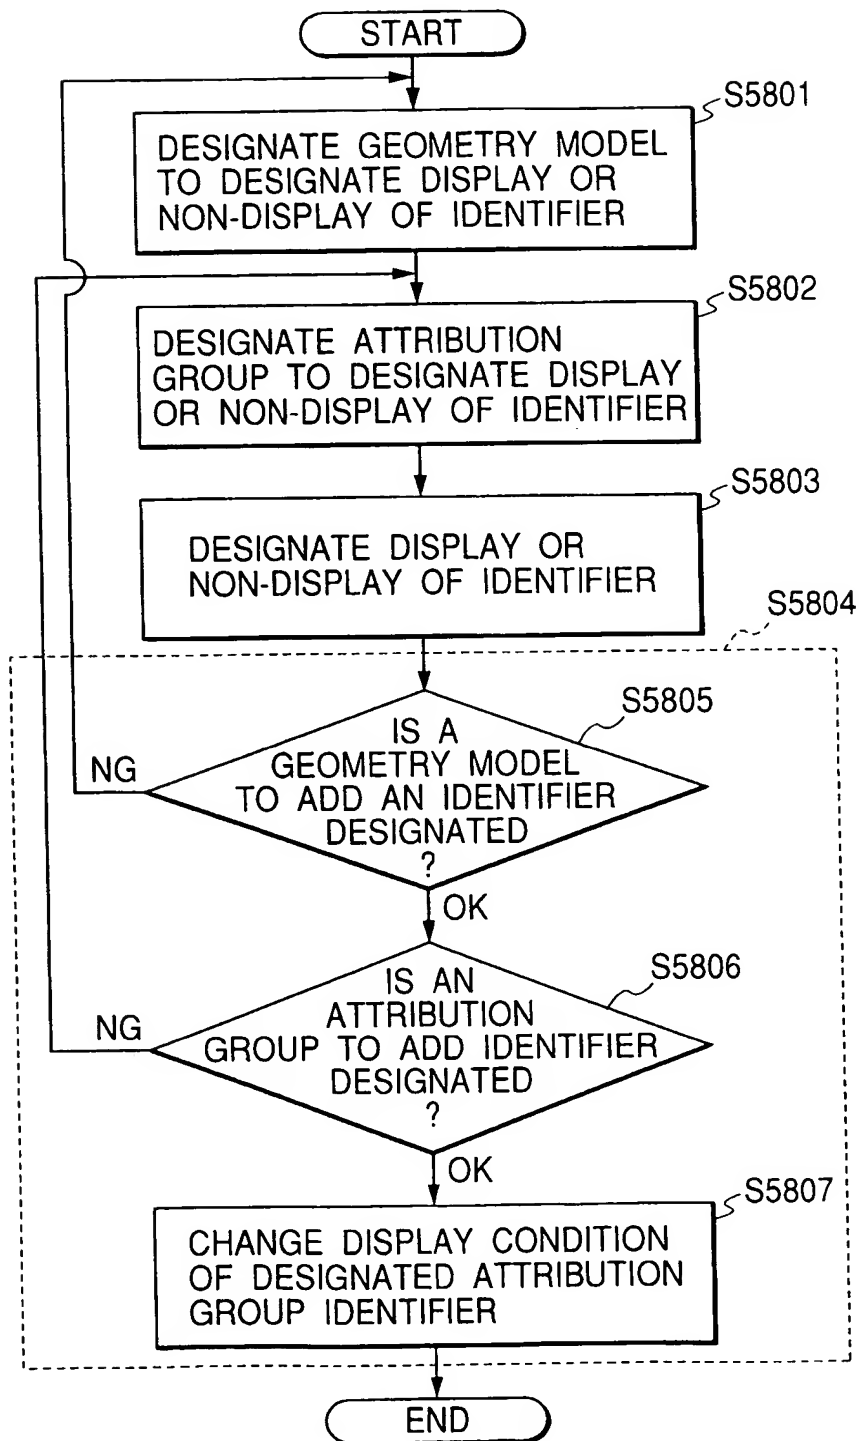 START
S5801
DESIGNATE GEOMETRY MODEL
TO DESIGNATE DISPLAY OR
NON-DISPLAY OF IDENTIFIER
S5802
DESIGNATE ATTRIBUTION
GROUP TO DESIGNATE DISPLAY
OR NON-DISPLAY OF IDENTIFIER
S5803
DESIGNATE DISPLAY OR
NON-DISPLAY OF IDENTIFIER
S5804
S5805
IS A
GEOMETRY MODEL
TO ADD AN IDENTIFIER
DESIGNATED
?
NG
OK
S5806
IS AN
ATTRIBUTION
GROUP TO ADD IDENTIFIER
DESIGNATED
?
NG
OK
S5807
CHANGE DISPLAY CONDITION
OF DESIGNATED ATTRIBUTION
GROUP IDENTIFIER
END